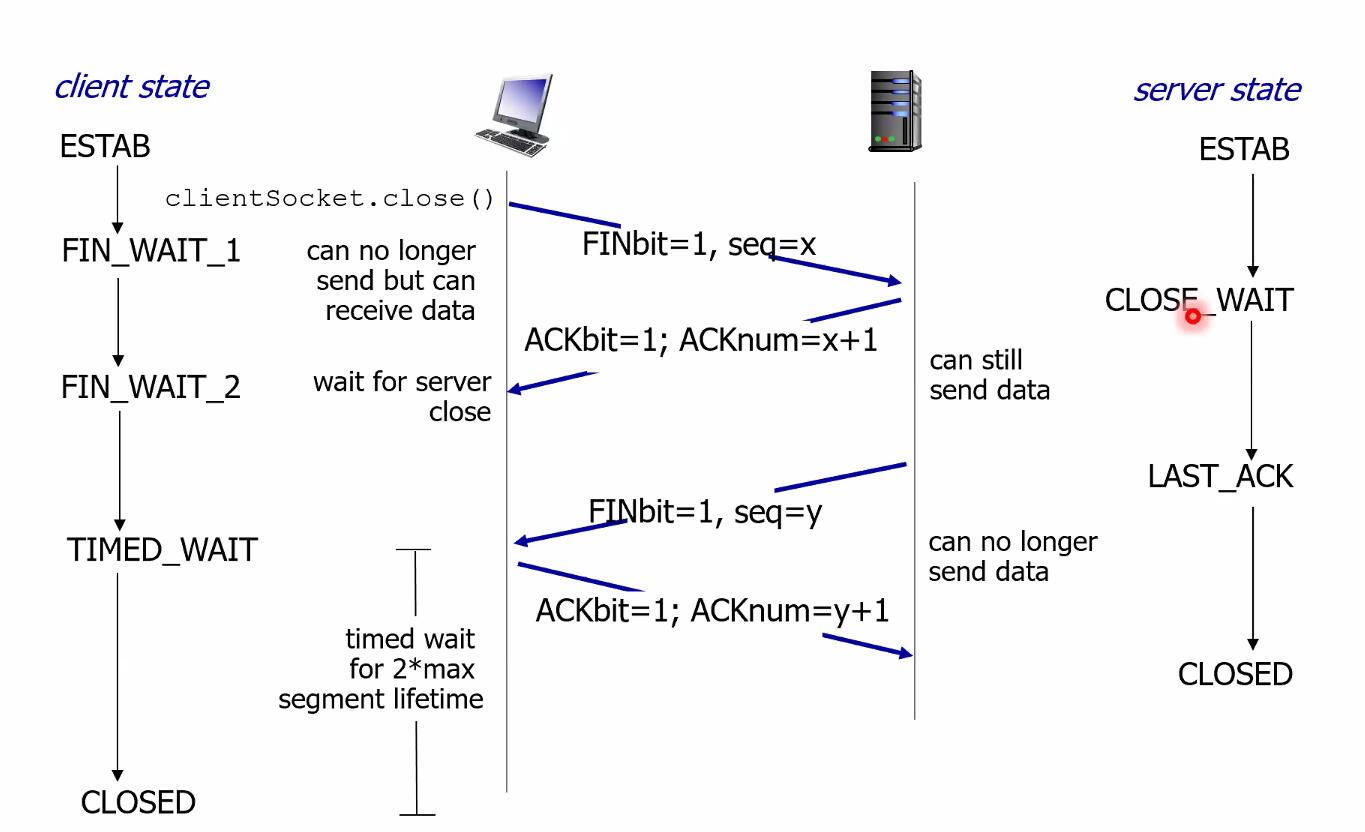 client state
server state
ESTAB
ESTAB
clientSocket.close()
FINbit=1, seq=x
FIN_WAIT_1
can no longer
send but can
receive data
CLOSE_WAIT
ACKbit=1; ACKnum=x+1
can still
send data
FIN_WAIT_2
wait for server
close
LAST_ACK
FINbit=1, seq=y
can no longer
send data
TIMED_WAIT
ACKbit=1; ACKnum=y+1
timed wait
for 2*max
segment lifetime
CLOSED
CLOSED